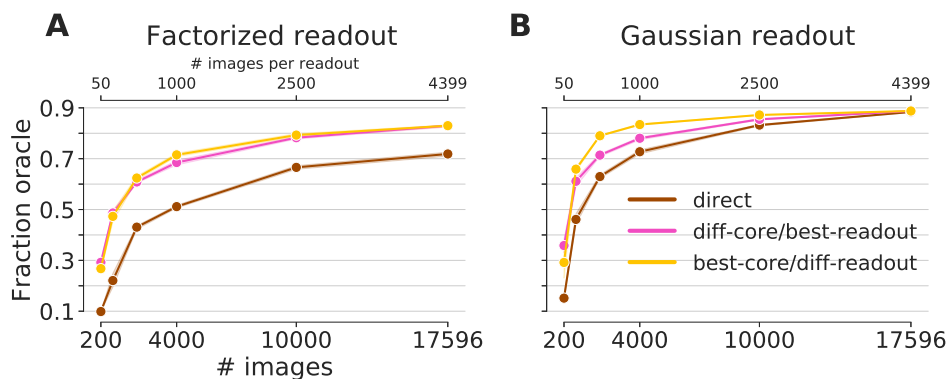 A
Factorized readout
# images per readout
50 1000 2500 4399
0.9
0.7
0.5
0.3
0.1
Fraction oracle
200 4000 10000 17596
# images
B
Gaussian readout
50 1000 2500 4399
direct
diff-core/best-readout
best-core/diff-readout
200 4000 10000 17596